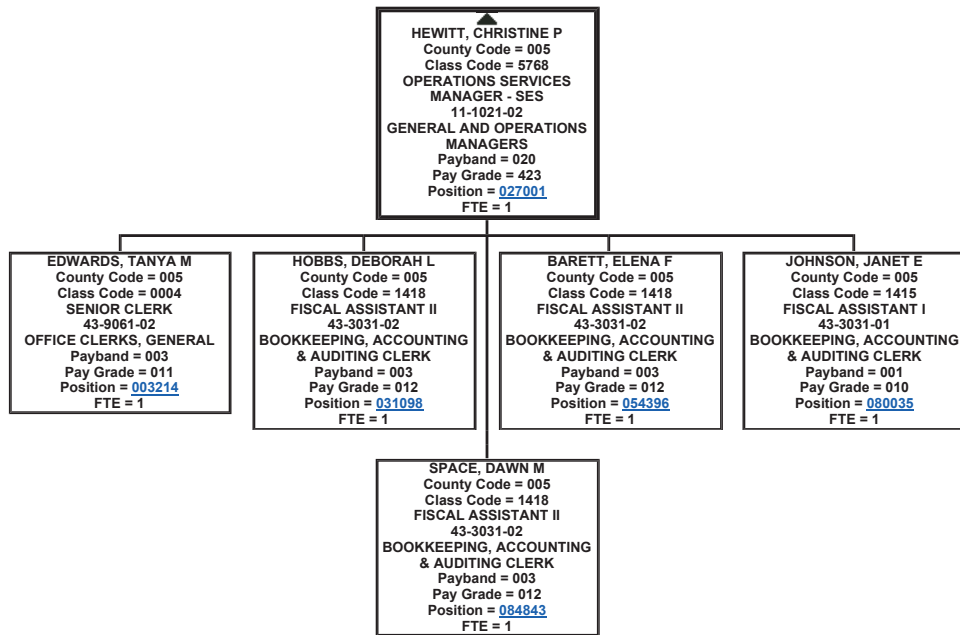 HEWITT, CHRISTINE P
County Code = 005
Class Code = 5768
OPERATIONS SERVICES
MANAGER - SES
11-1021-02
GENERAL AND OPERATIONS
MANAGERS
Payband = 020
Pay Grade = 423
Position = 027001
FTE = 1
EDWARDS, TANYA M
County Code = 005
Class Code = 0004
SENIOR CLERK
43-9061-02
OFFICE CLERKS, GENERAL
Payband = 003
Pay Grade = 011
Position = 003214
FTE = 1
HOBBS, DEBORAH L
County Code = 005
Class Code = 1418
FISCAL ASSISTANT II
43-3031-02
BOOKKEEPING, ACCOUNTING
& AUDITING CLERK
Payband = 003
Pay Grade = 012
Position = 031098
FTE = 1
BARETT, ELENA F
County Code = 005
Class Code = 1418
FISCAL ASSISTANT II
43-3031-02
BOOKKEEPING, ACCOUNTING
& AUDITING CLERK
Payband = 003
Pay Grade = 012
Position = 054396
FTE = 1
JOHNSON, JANET E
County Code = 005
Class Code = 1415
FISCAL ASSISTANT I
43-3031-01
BOOKKEEPING, ACCOUNTING
& AUDITING CLERK
Payband = 001
Pay Grade = 010
Position = 080035
FTE = 1
SPACE, DAWN M
County Code = 005
Class Code = 1418
FISCAL ASSISTANT II
43-3031-02
BOOKKEEPING, ACCOUNTING
& AUDITING CLERK
Payband = 003
Pay Grade = 012
Position = 084843
FTE = 1